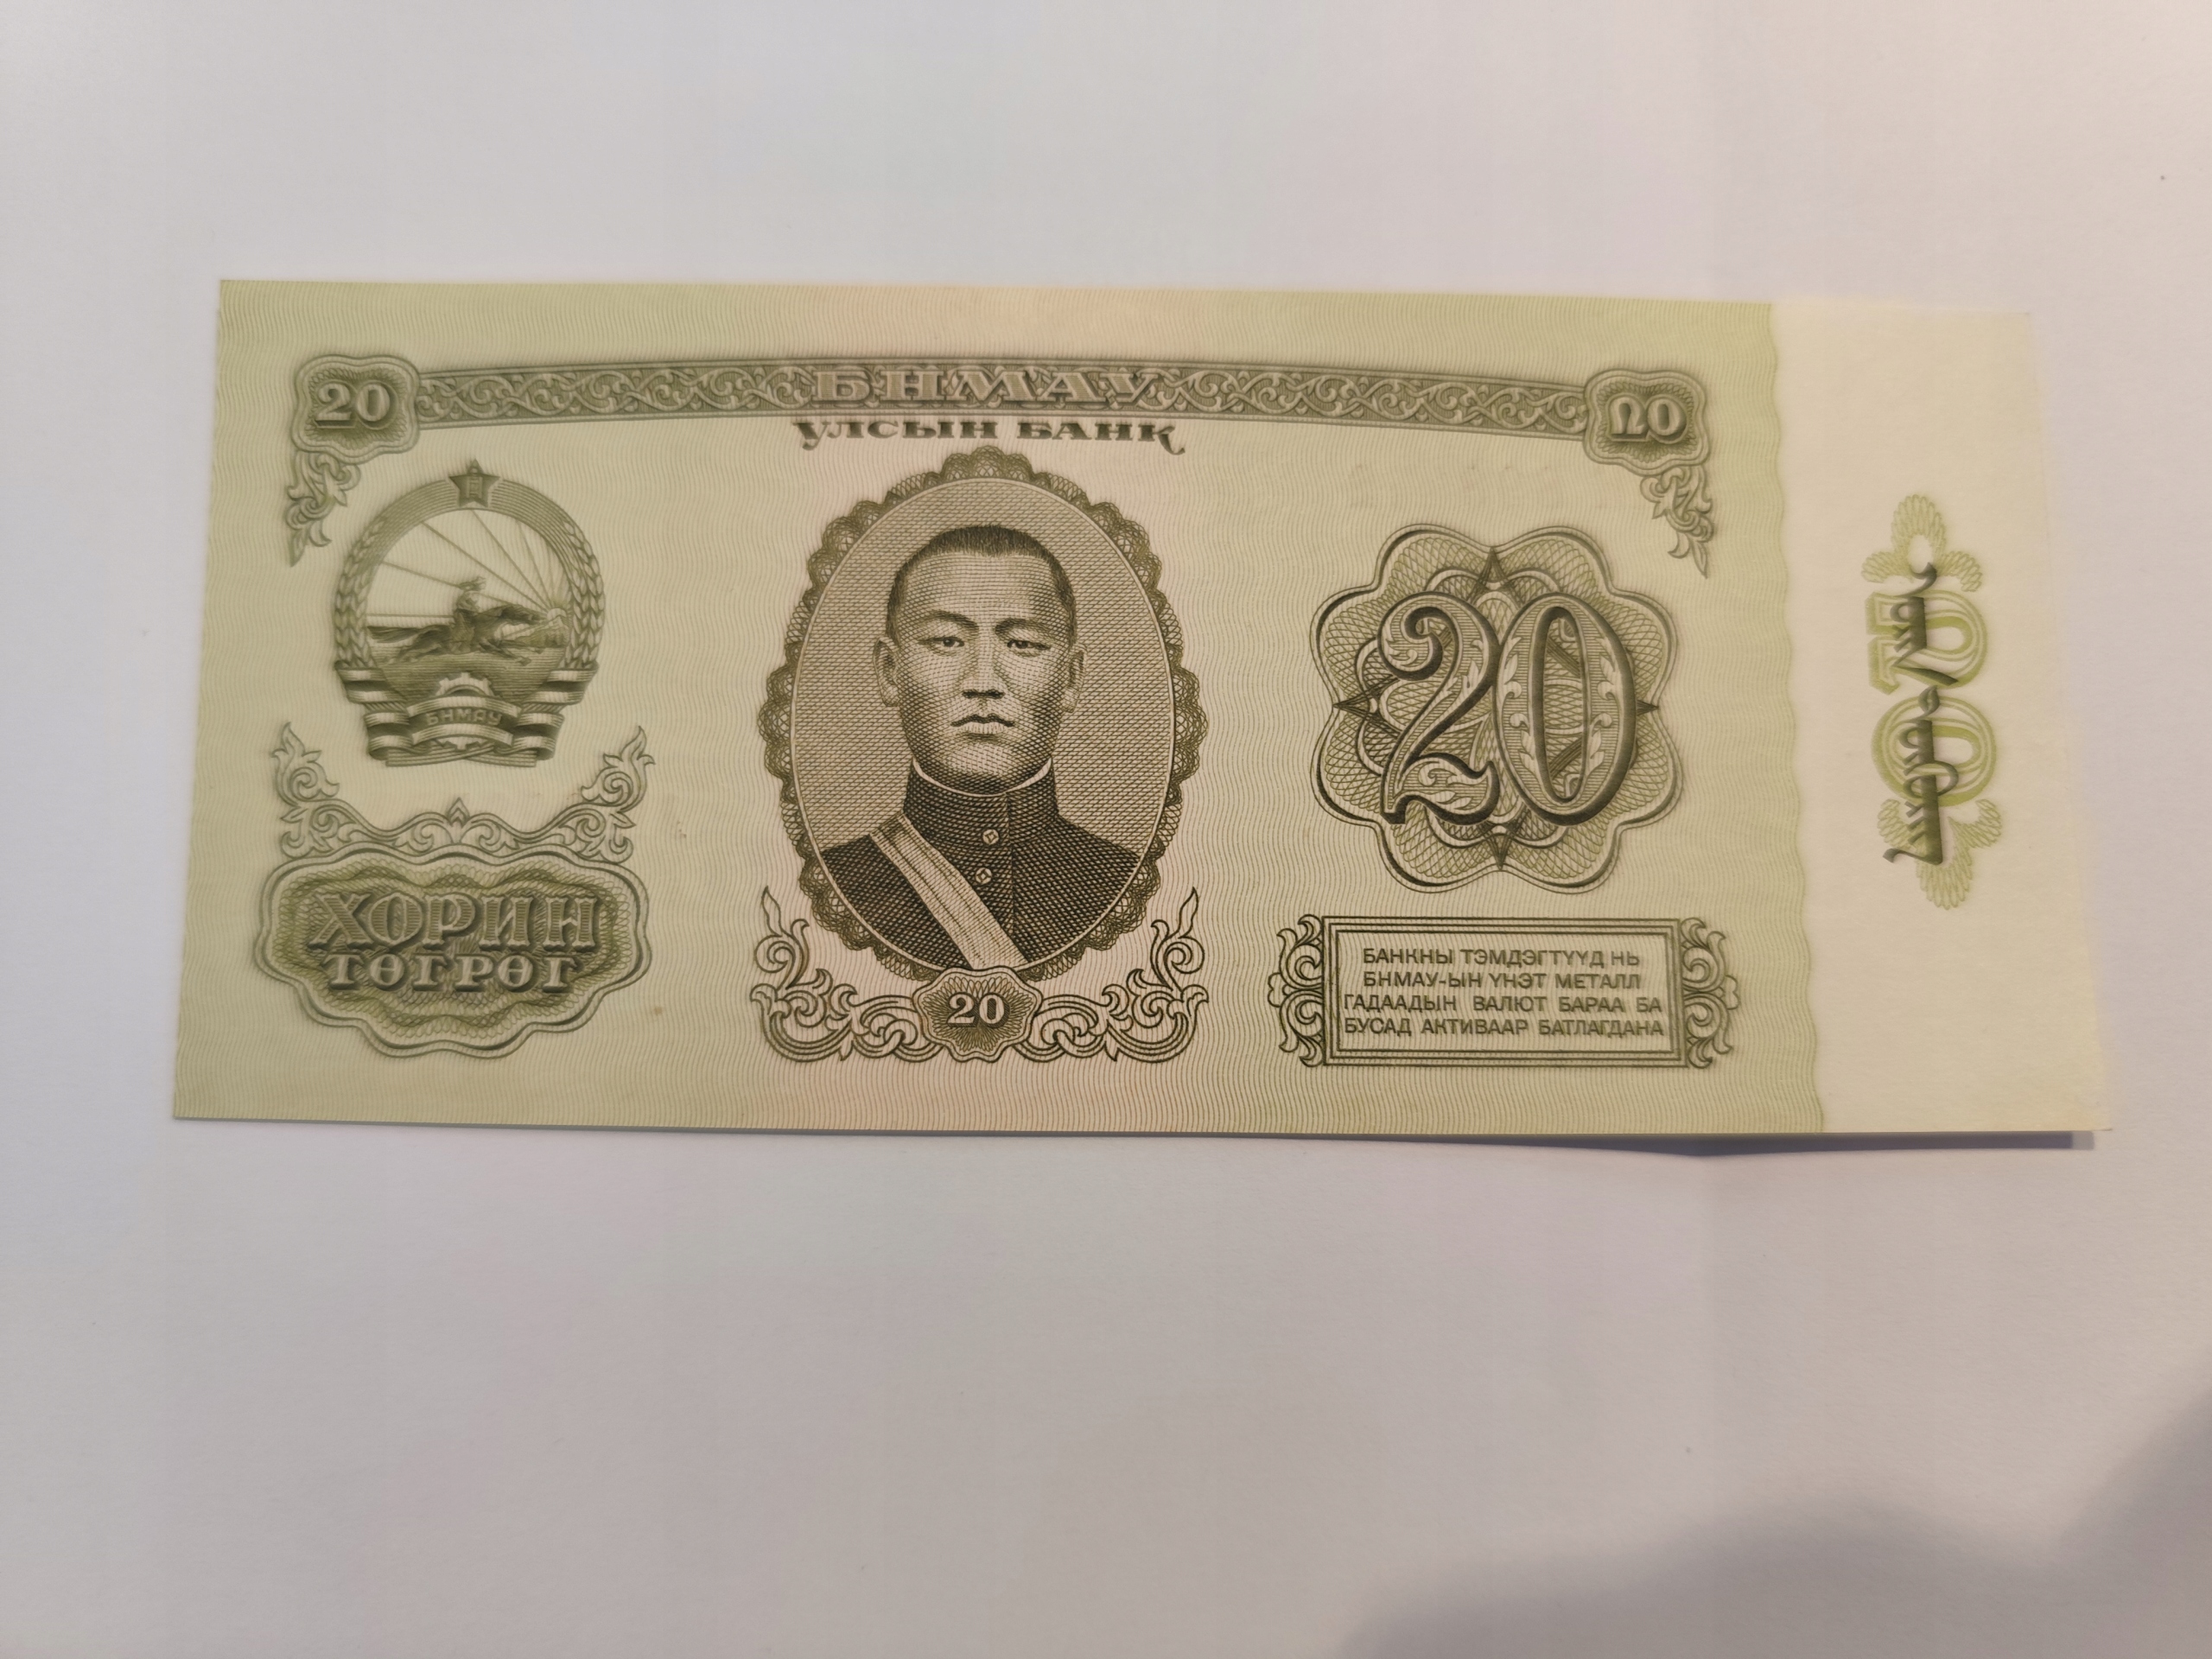 20 БНМАУ 20
УЛСЫН БАНК
БНМАУ
20
ХОРИН
ТӨГРӨГ
20
БАНКНЫ ТЭМДЭГТҮҮД НЬ
БНМАУ-ЫН ҮНЭТ МЕТАЛЛ
ГАДААДЫН ВАЛЮТ БАРАА БА
БУСАД АКТИВААР БАТЛАГДАНА
20